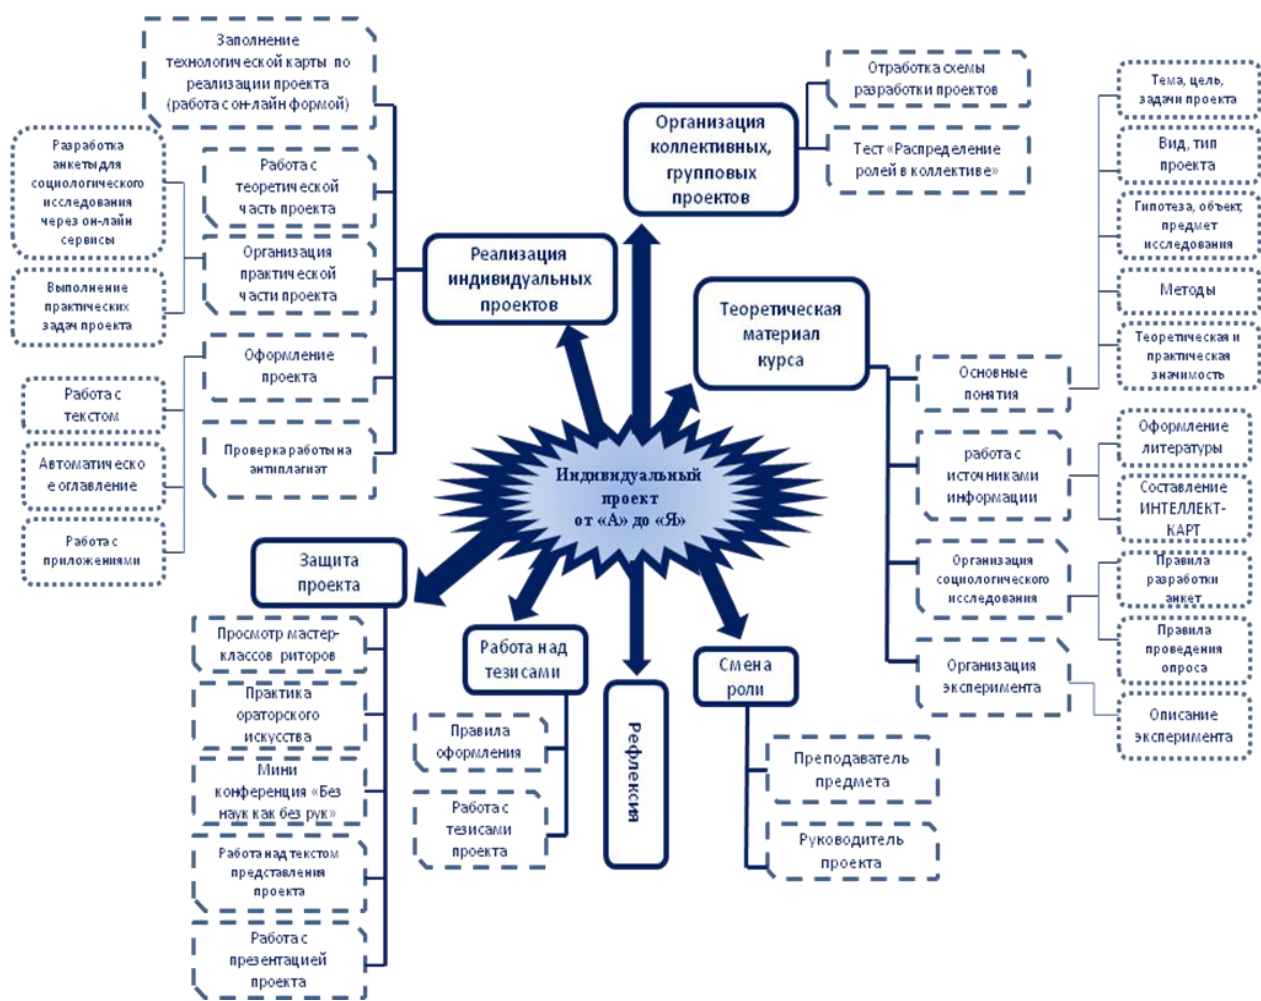 Заполнение
технологической карты по
реализации проекта
(работа с он-лайн формой)
Разработка
анкеты для
социологического
исследования
через он-лайн
сервисы
Работа с
теоретической
часть проекта
Организация
практической
части проекта
Выполнение
практических
задач проекта
Оформление
проекта
Работа с
текстом
Автоматическо
е оглавление
Работа с
приложениями
Проверка работы на
антиплагиат
Реализация
индивидуальных
проектов
Организация
коллективных,
групповых
проектов
Отработка схемы
разработки проектов
Тест «Распределение
ролей в коллективе»
Теоретическая
материал
курса
Основные
понятия
Тема, цель,
задачи проекта
Вид, тип
проекта
Гипотеза, объект,
предмет
исследования
Методы
Теоретическая и
практическая
значимость
работа с
источниками
информации
Оформление
литературы
Составление
ИНТЕЛЛЕКТ-
КАРТ
Организация
социологического
исследования
Правила
разработки
анкет
Правила
проведения
опроса
Организация
эксперимента
Описание
эксперимента
Индивидуальный
проект
от «А» до «Я»
Защита
проекта
Просмотр мастер-
классов риторов
Практика
ораторского
искусства
Мини
конференция «Без
наук как без рук»
Работа над текстом
представления
проекта
Работа с
презентацией
проекта
Работа над
тезисами
Правила
оформления
Работа с
тезисами
проекта
Рефлексия
Смена
роли
Преподаватель
предмета
Руководитель
проекта